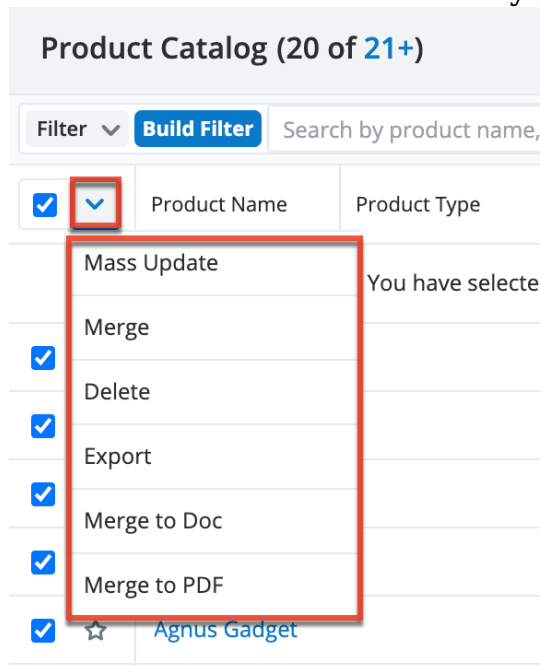 Product Catalog (20 of 21+)
Filter Build Filter Search by product name,
Product Name Product Type
Mass Update
You have selecte
Merge
Delete
Export
Merge to Doc
Merge to PDF
Agnus Gadget